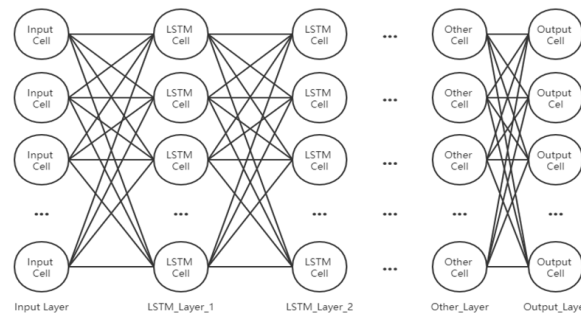 Input
Cell
LSTM
Cell
LSTM
Cell
...
Other
Cell
Output
Cell
Input
Cell
LSTM
Cell
LSTM
Cell
...
Other
Cell
Output
Cel
Input
Cell
LSTM
Cell
LSTM
Cell
...
Other
Cell
Output
Cell
...
...
...
...
...
Input
Cell
LSTM
Cell
LSTM
Cell
...
Other
Cell
Output
Cell
Input Layer
LSTM_Layer_1
LSTM_Layer_2
Other_Layer
Output_Laye